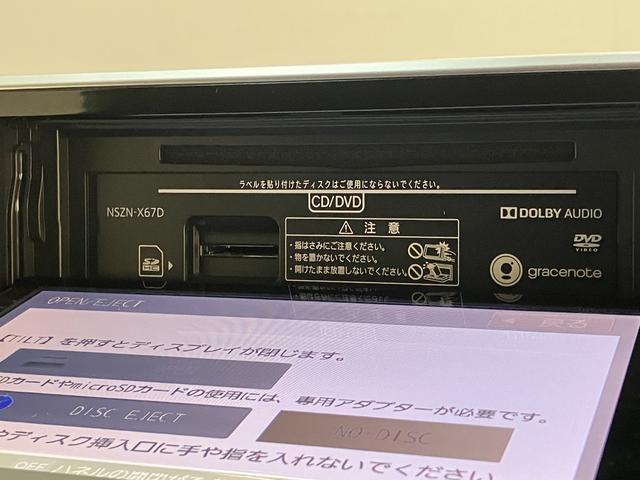 ラベルを貼り付けたディスクはご使用にならないでください。
CD/DVD
NSZN-X67D
SD
HC
⚠ 注意
・指はさみにご注意ください。
・物を置かないでください。
・開けたまま放置しないでください。
DOLBY AUDIO
DVD
VIDEO
gracenote
OPEN/EJECT
戻る
[TILT] を押すとディスプレイが閉じます。
OPEN
SDカードやmicroSDカードの使用には、専用アダプターが必要です。
DISC EJECT
NO-DISC
やディスク挿入口に手や指を入れないでください